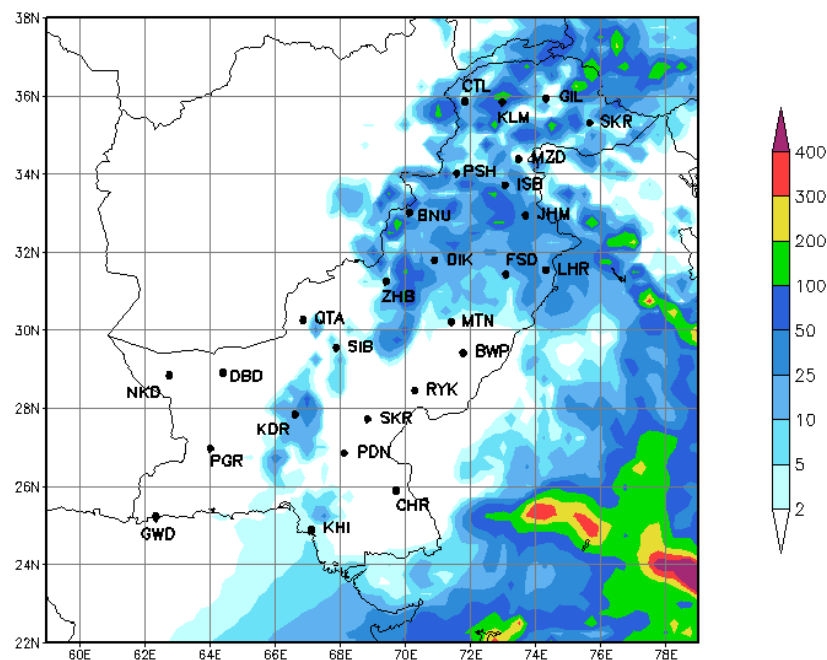 38N
36N
34N
32N
30N
28N
26N
24N
22N
60E 62E 64E 66E 68E 70E 72E 74E 76E 78E
CTL
GIL
KLM
SKR
MZD
PSH
ISB
BNU
JHM
DIK
FSD
LHR
ZHB
QTA
MTN
SIB
BWP
DBD
NKD
RYK
KDR
SKR
PGR
PDN
CHR
GWD
KHI
400
300
200
100
50
25
10
5
2